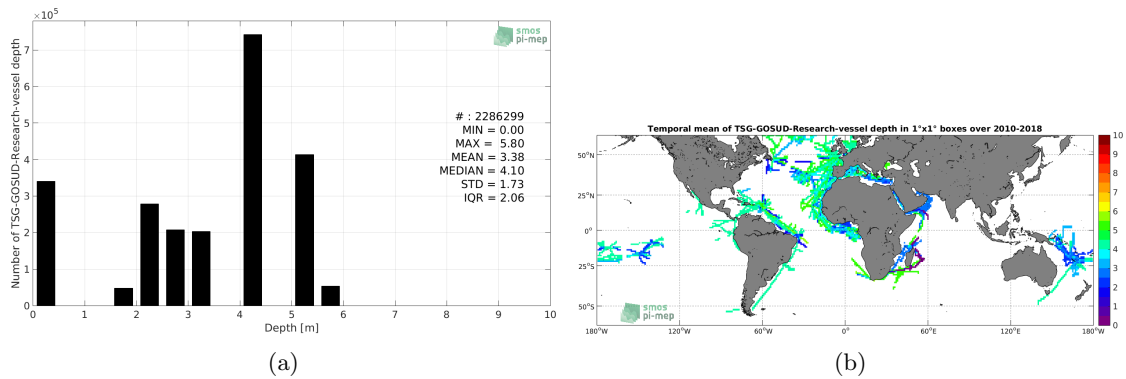 ×10⁵
smos
pi-mep
7
6
5
4
3
2
1
0
Number of TSG-GOSUD-Research-vessel depth
# : 2286299
MIN = 0.00
MAX = 5.80
MEAN = 3.38
MEDIAN = 4.10
STD = 1.73
IQR = 2.06
0 1 2 3 4 5 6 7 8 9 10
Depth [m]
(a)
Temporal mean of TSG-GOSUD-Research-vessel depth in 1°x1° boxes over 2010-2018
50°N
25°N
0°
25°S
50°S
smos
pi-mep
180°W 120°W 60°W 0° 60°E 120°E 180°W
10
9
8
7
6
5
4
3
2
1
0
(b)